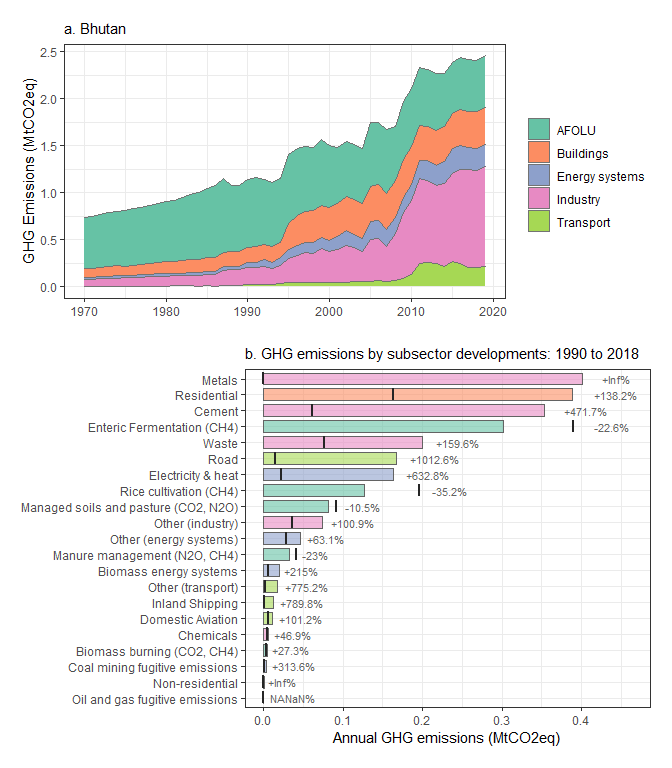 a. Bhutan
GHG Emissions (MtCO2eq)
2.5
2.0
1.5
1.0
0.5
0.0
1970
1980
1990
2000
2010
2020
AFOLU
Buildings
Energy systems
Industry
Transport
b. GHG emissions by subsector developments: 1990 to 2018
Metals +Inf%
Residential +138.2%
Cement +471.7%
Enteric Fermentation (CH4) -22.6%
Waste +159.6%
Road +1012.6%
Electricity & heat +632.8%
Rice cultivation (CH4) -35.2%
Managed soils and pasture (CO2, N2O) -10.5%
Other (industry) +100.9%
Other (energy systems) +63.1%
Manure management (N2O, CH4) -23%
Biomass energy systems +215%
Other (transport) +775.2%
Inland Shipping +789.8%
Domestic Aviation +101.2%
Chemicals +46.9%
Biomass burning (CO2, CH4) +27.3%
Coal mining fugitive emissions +313.6%
Non-residential +Inf%
Oil and gas fugitive emissions NANaN%
0.0
0.1
0.2
0.3
0.4
Annual GHG emissions (MtCO2eq)